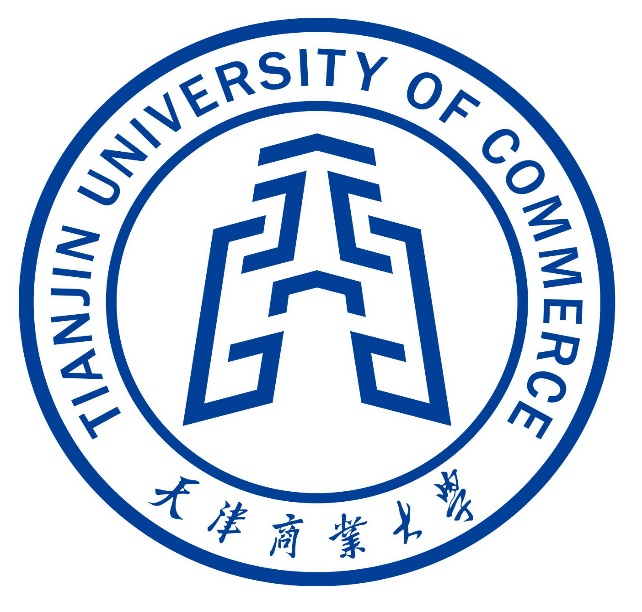 TIANJIN UNIVERSITY OF COMMERCE
天津商業大學